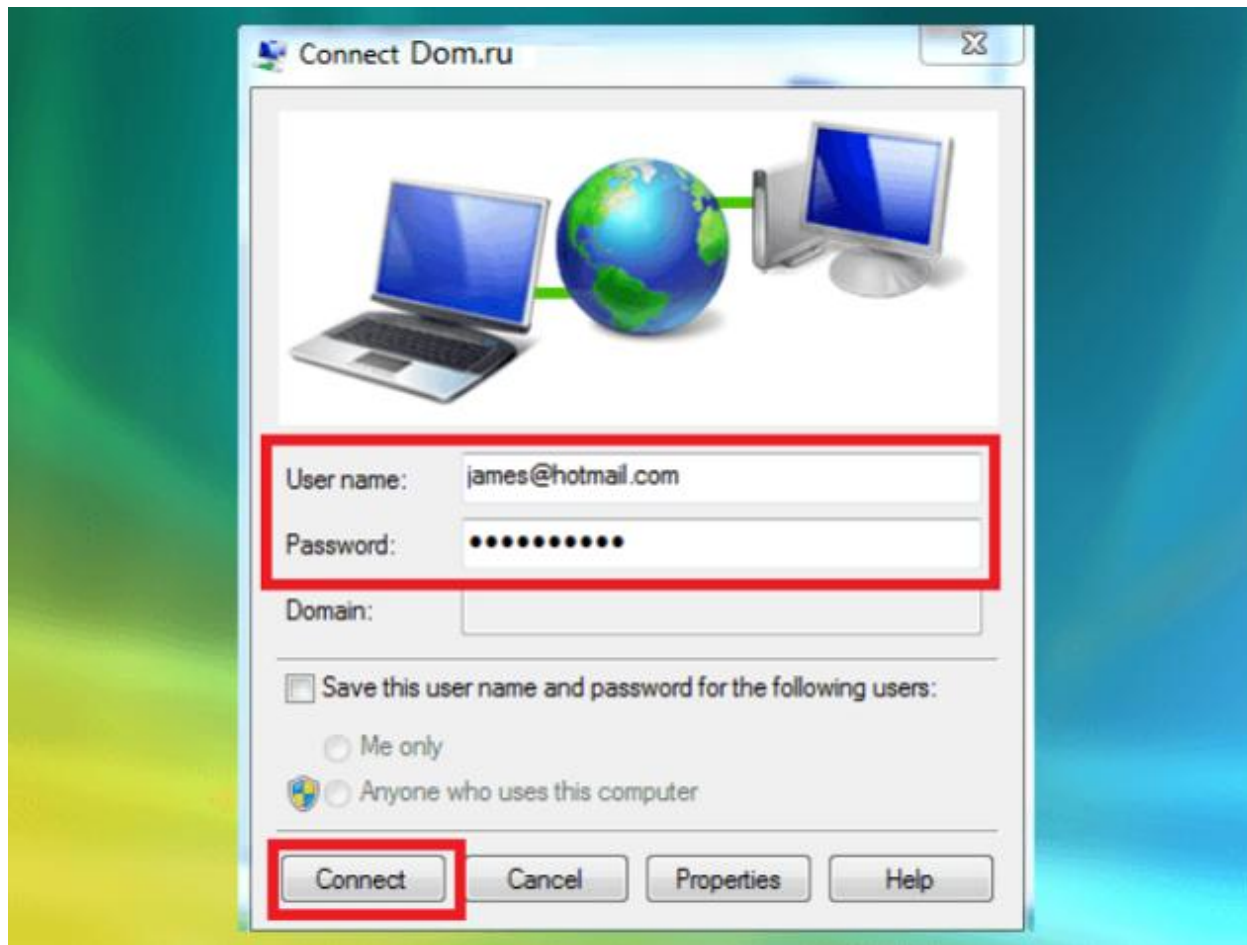 Connect Dom.ru
User name: james@hotmail.com
Password: ••••••••••
Domain:
Save this user name and password for the following users:
Me only
Anyone who uses this computer
Connect Cancel Properties Help